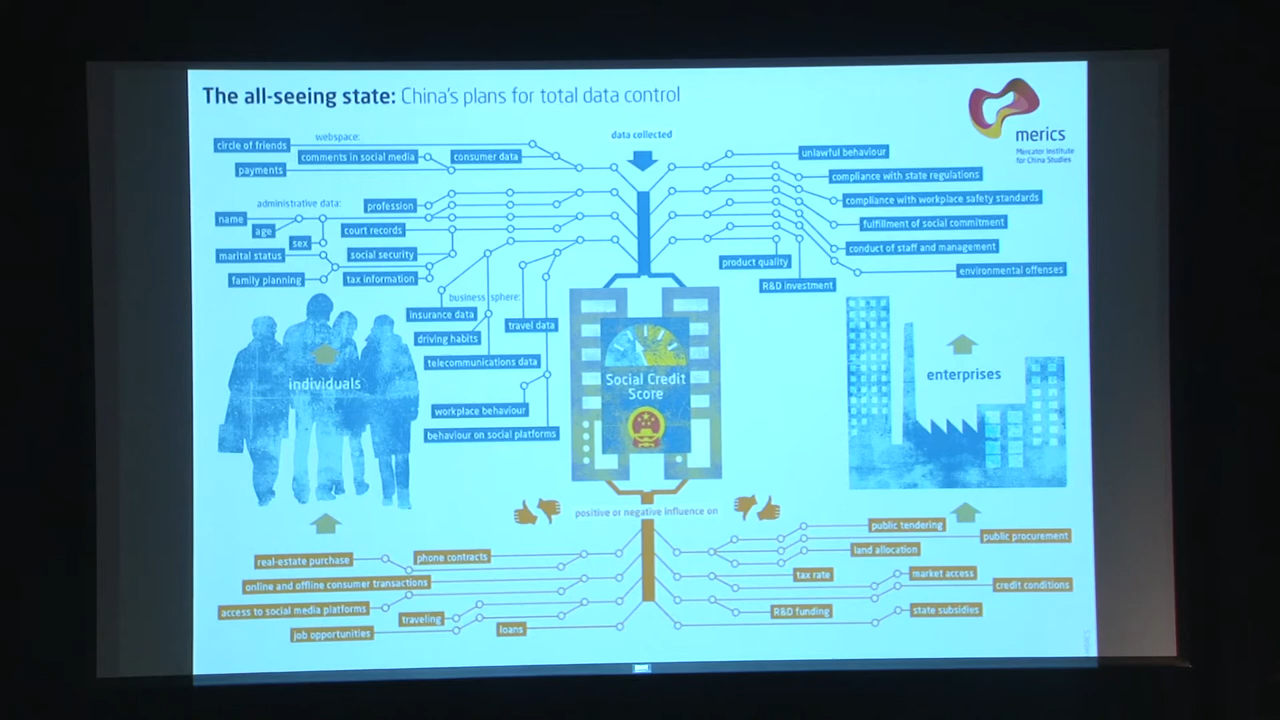 The all-seeing state: China's plans for total data control
merics
Mercator Institute
for China Studies
data collected
webspace:
circle of friends
comments in social media
consumer data
payments
administrative data:
profession
name
age
court records
sex
marital status
social security
family planning
tax information
business sphere:
insurance data
travel data
driving habits
telecommunications data
workplace behaviour
behaviour on social platforms
unlawful behaviour
compliance with state regulations
compliance with workplace safety standards
fulfillment of social commitment
conduct of staff and management
product quality
environmental offenses
R&D investment
individuals
Social Credit
Score
enterprises
positive or negative influence on
real-estate purchase
phone contracts
online and offline consumer transactions
access to social media platforms
traveling
job opportunities
loans
public tendering
public procurement
land allocation
tax rate
market access
credit conditions
R&D funding
state subsidies